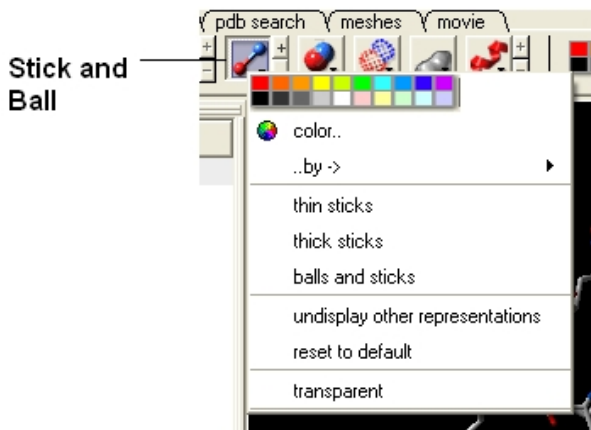 pdb search
meshes
movie
Stick and
Ball
color..
..by ->
thin sticks
thick sticks
balls and sticks
undisplay other representations
reset to default
transparent